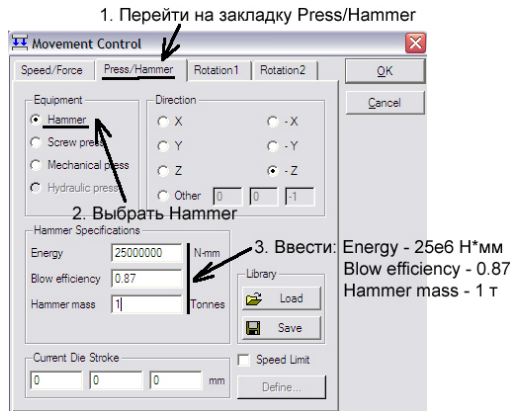 1. Перейти на закладку Press/Hammer
Movement Control
Speed/Force Press/Hammer Rotation1 Rotation2
OK
Cancel
Equipment
Hammer
Screw press
Mechanical press
Hydraulic press
Direction
X - X
Y - Y
Z - Z
Other 0 0 -1
2. Выбрать Hammer
Hammer Specifications
Energy 25000000 N-mm
Blow efficiency 0.87
Hammer mass 1 Tonnes
3. Ввести: Energy - 25e6 Н*мм
Blow efficiency - 0.87
Hammer mass - 1 т
Library
Load
Save
Current Die Stroke
0 0 0 mm
Speed Limit
Define...